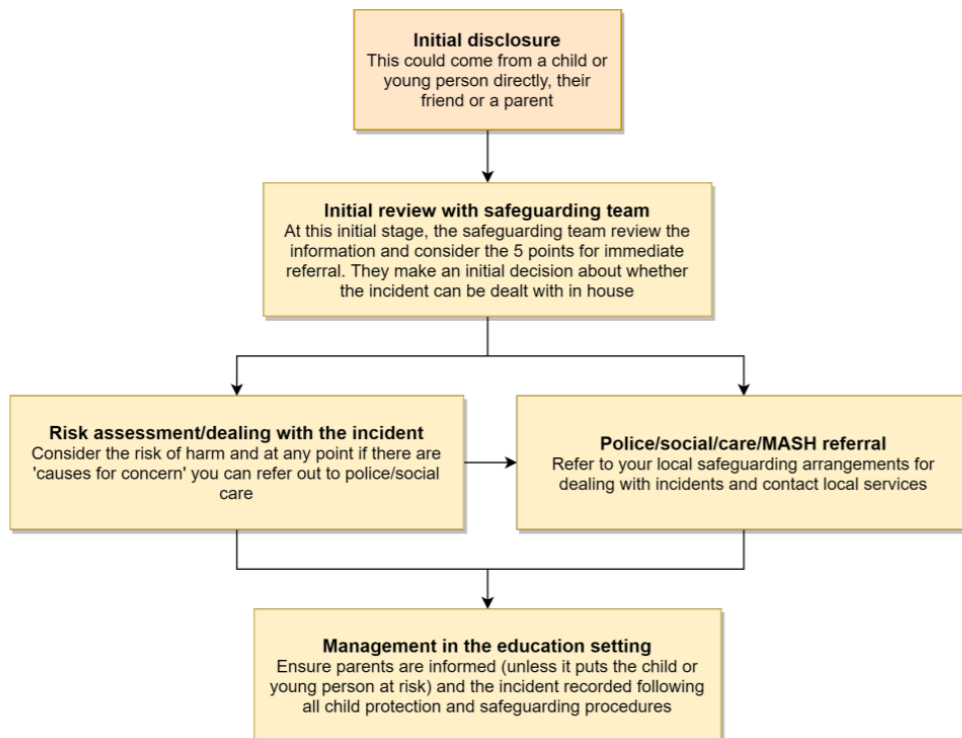 Initial disclosure
This could come from a child or
young person directly, their
friend or a parent
Initial review with safeguarding team
At this initial stage, the safeguarding team review the
information and consider the 5 points for immediate
referral. They make an initial decision about whether
the incident can be dealt with in house
Risk assessment/dealing with the incident
Consider the risk of harm and at any point if there are
'causes for concern' you can refer out to police/social
care
Police/social/care/MASH referral
Refer to your local safeguarding arrangements for
dealing with incidents and contact local services
Management in the education setting
Ensure parents are informed (unless it puts the child or
young person at risk) and the incident recorded following
all child protection and safeguarding procedures